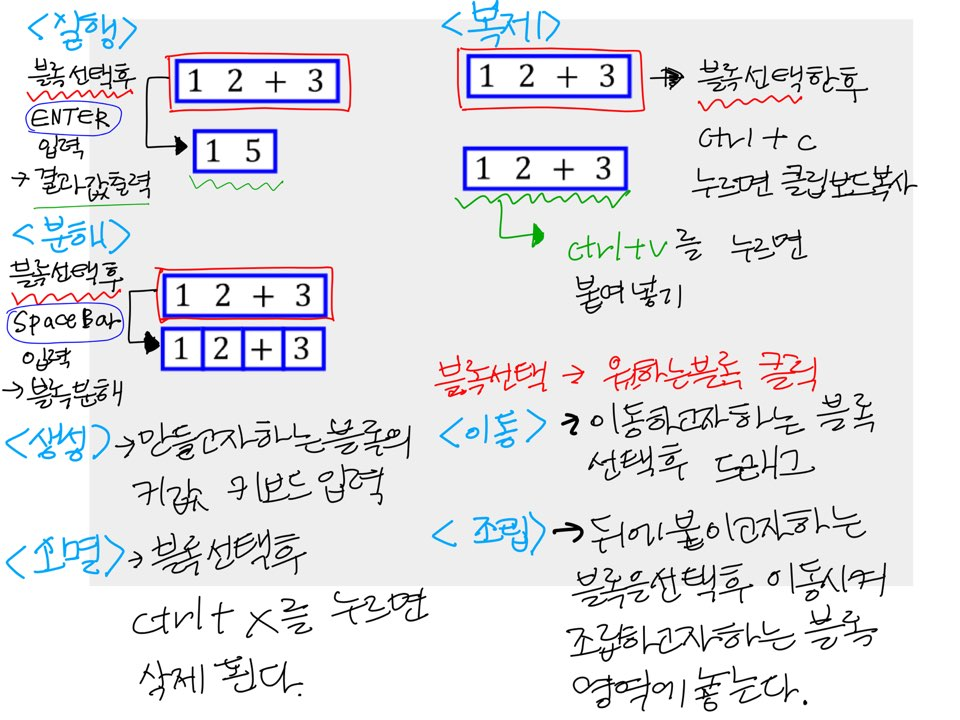 <실행>
블록선택후
ENTER
입력
→ 결과값출력
1 2 + 3
1 5
<분해>
블록선택후
SpaceBar
입력
→ 블록분해
1 2 + 3
1 2 + 3
<생성> → 만들고자하는블록의
키값 키보드입력
<소멸> → 블록선택후
ctrl + x를 누르면
삭제 된다.
<복제>
1 2 + 3
→ 블록선택한후
ctrl + c
누르면 클립보드복사
1 2 + 3
ctrl+v를 누르면
붙여넣기
블록선택 → 원하는블록 클릭
<이동> → 이동하고자하는 블록
선택후 드래그
<조립> → 뒤에붙이고자하는
블록을선택후 이동시켜
조립하고자하는 블록
영역에놓는다.